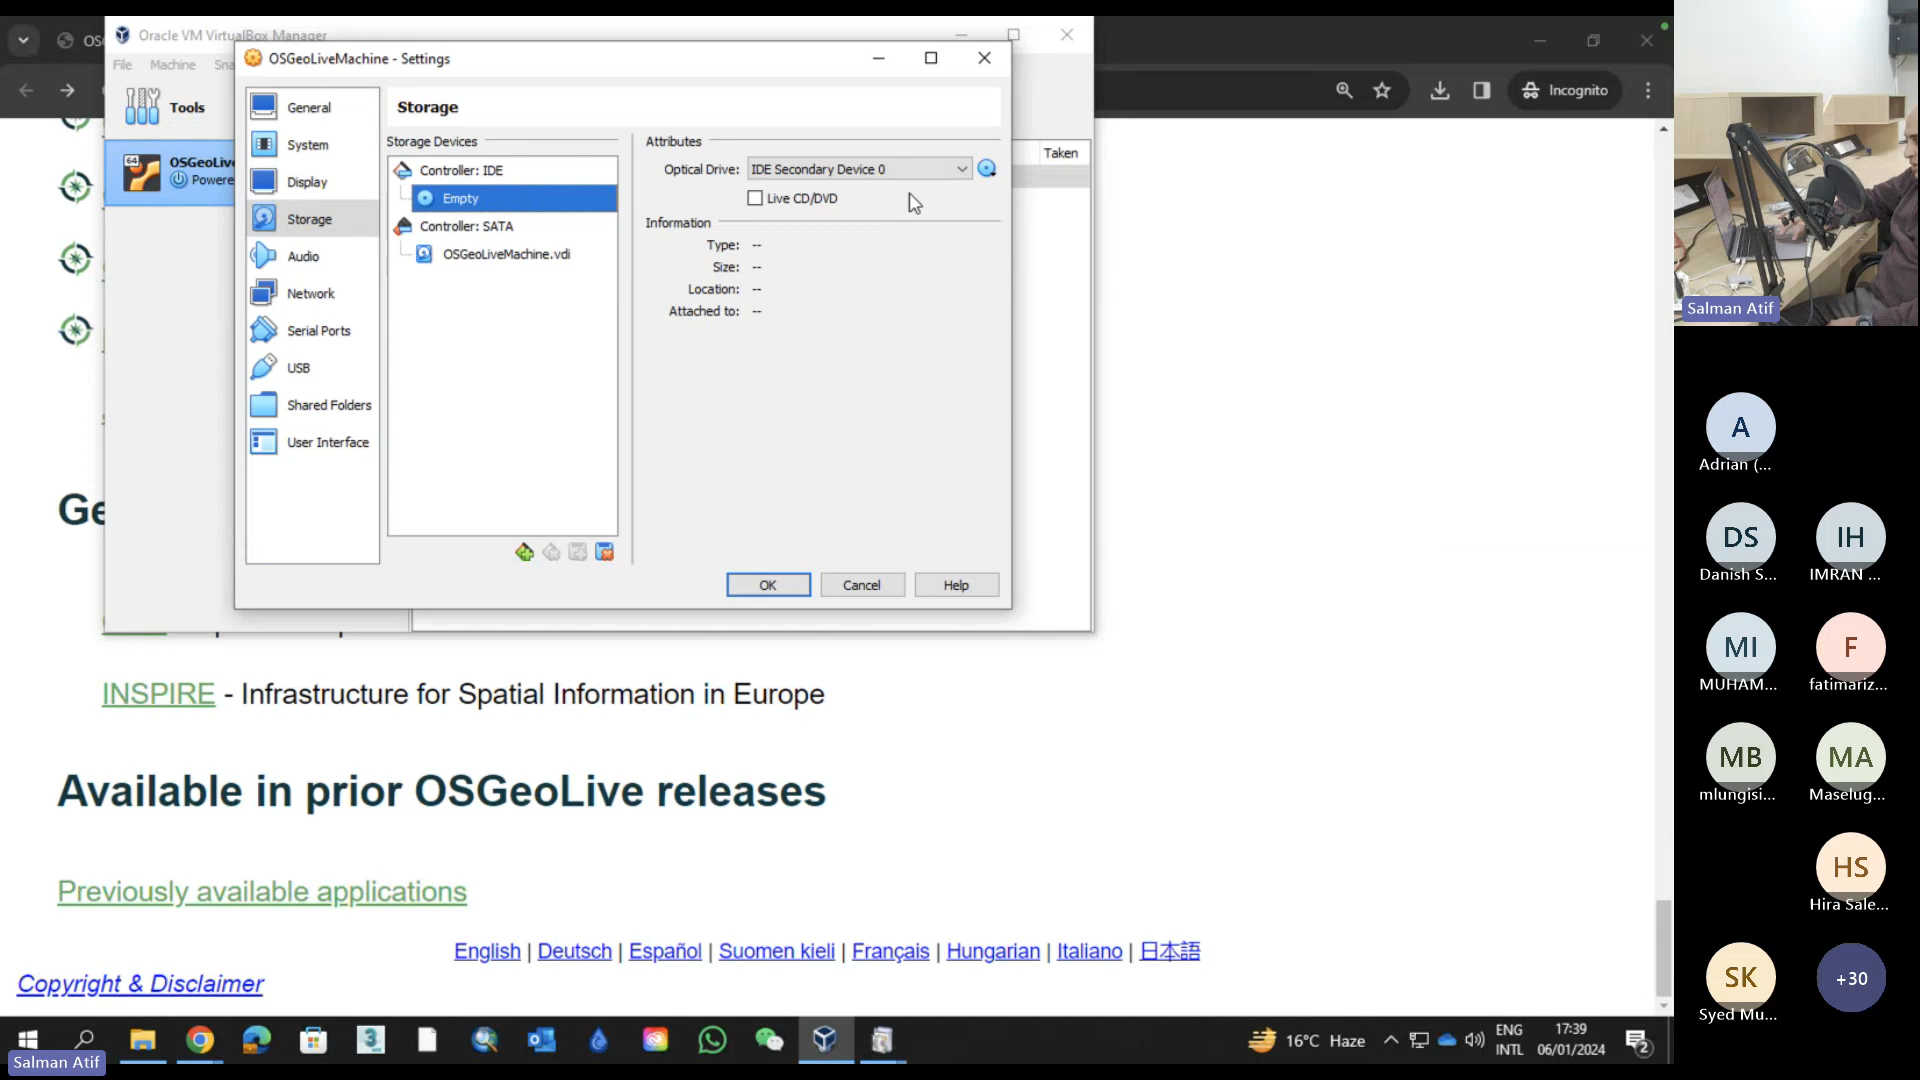 OSC
Oracle VM VirtualBox Manager
File Machine Sna
Tools
64
OSGeoLive
Powere
Taken
Incognito
OSGeoLiveMachine - Settings
General
System
Display
Storage
Audio
Network
Serial Ports
USB
Shared Folders
User Interface
Storage
Storage Devices
Controller: IDE
Empty
Controller: SATA
OSGeoLiveMachine.vdi
Attributes
Optical Drive: IDE Secondary Device 0
Live CD/DVD
Information
Type: --
Size: --
Location: --
Attached to: --
OK Cancel Help
Ge
INSPIRE - Infrastructure for Spatial Information in Europe
Available in prior OSGeoLive releases
Previously available applications
English | Deutsch | Español | Suomen kieli | Français | Hungarian | Italiano | 日本語
Copyright & Disclaimer
16°C Haze
ENG
INTL
17:39
06/01/2024
2
Salman Atif
Salman Atif
A
Adrian (...
DS
Danish S...
IH
IMRAN ...
MI
MUHAM...
F
fatimariz...
MB
mlungisi...
MA
Maselug...
HS
Hira Sale...
SK
Syed Mu...
+30